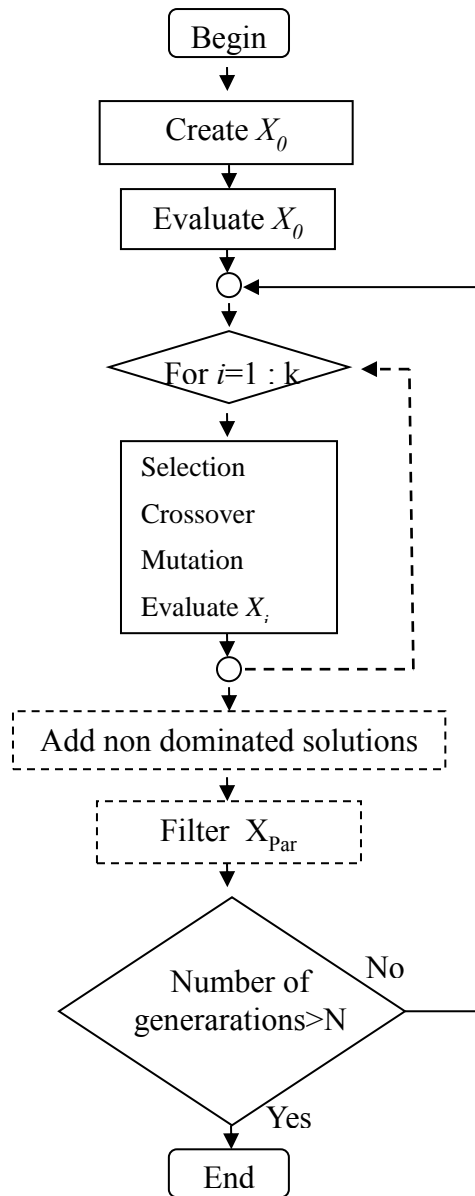 Begin
Create X0
Evaluate X0
For i=1 : k
Selection
Crossover
Mutation
Evaluate Xi
Add non dominated solutions
Filter XPar
No
Number of
generarations>N
Yes
End